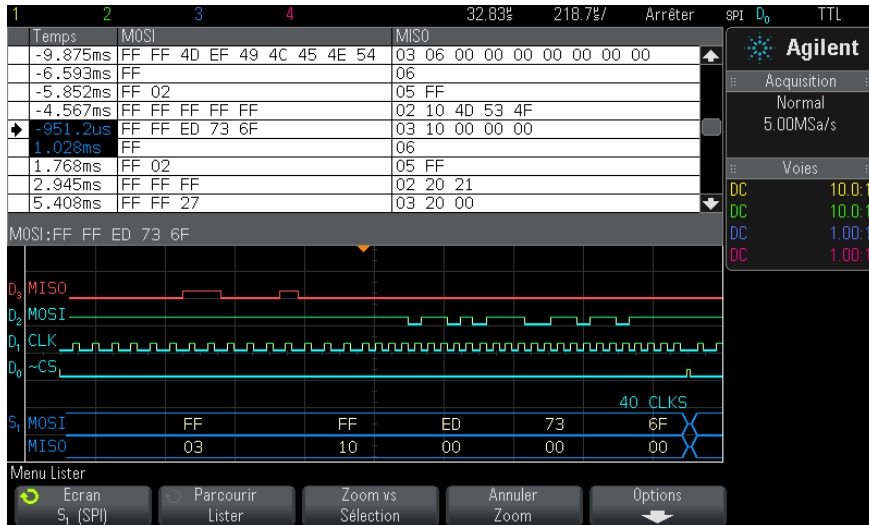 1 2 3 4 32.83% 218.7%/ Arrêter SPI D0 TTL
Temps MOSI MISO
-9.875ms FF FF 4D EF 49 4C 45 4E 54 03 06 00 00 00 00 00 00 00
-6.593ms FF 06
-5.852ms FF 02 05 FF
-4.567ms FF FF FF FF FF 02 10 4D 53 4F
-951.2us FF FF ED 73 6F 03 10 00 00 00
1.028ms FF 06
1.768ms FF 02 05 FF
2.945ms FF FF FF 02 20 21
5.408ms FF FF 27 03 20 00
MOSI:FF FF ED 73 6F
Agilent
Acquisition
Normal
5.00MSa/s
Voies
DC 10.0:1
DC 10.0:1
DC 1.00:1
DC 1.00:1
D3 MISO
D2 MOSI
D1 CLK
D0 ~CS
40 CLKS
S1 MOSI FF FF ED 73 6F
MISO 03 10 00 00 00
Menu Lister
Ecran Parcourir Zoom vs Annuler Options
S1 (SPI) Lister Sélection Zoom